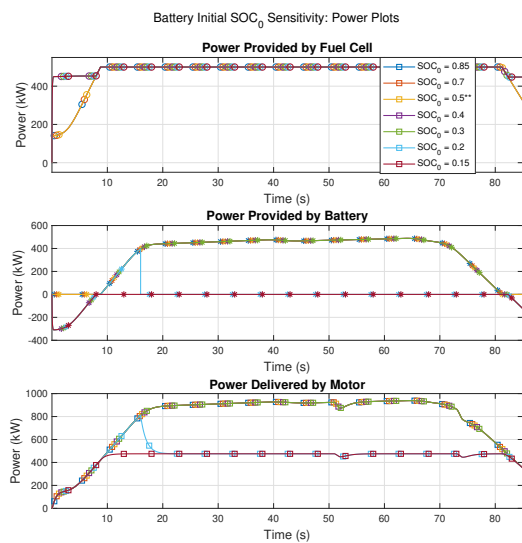 Battery Initial SOC0 Sensitivity: Power Plots
Power Provided by Fuel Cell
Power (kW)
400
200
0
SOC0 = 0.85
SOC0 = 0.7
SOC0 = 0.5**
SOC0 = 0.4
SOC0 = 0.3
SOC0 = 0.2
SOC0 = 0.15
10 20 30 40 50 60 70 80
Time (s)
Power Provided by Battery
Power (kW)
600
400
200
0
-200
-400
10 20 30 40 50 60 70 80
Time (s)
Power Delivered by Motor
Power (kW)
1000
800
600
400
200
0
10 20 30 40 50 60 70 80
Time (s)